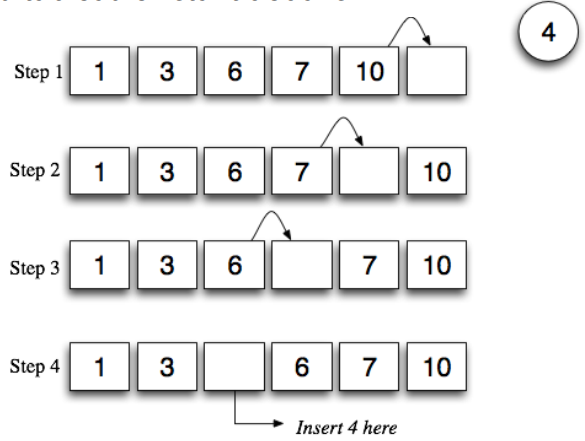 4
Step 1 1 3 6 7 10
Step 2 1 3 6 7 10
Step 3 1 3 6 7 10
Step 4 1 3 6 7 10
Insert 4 here